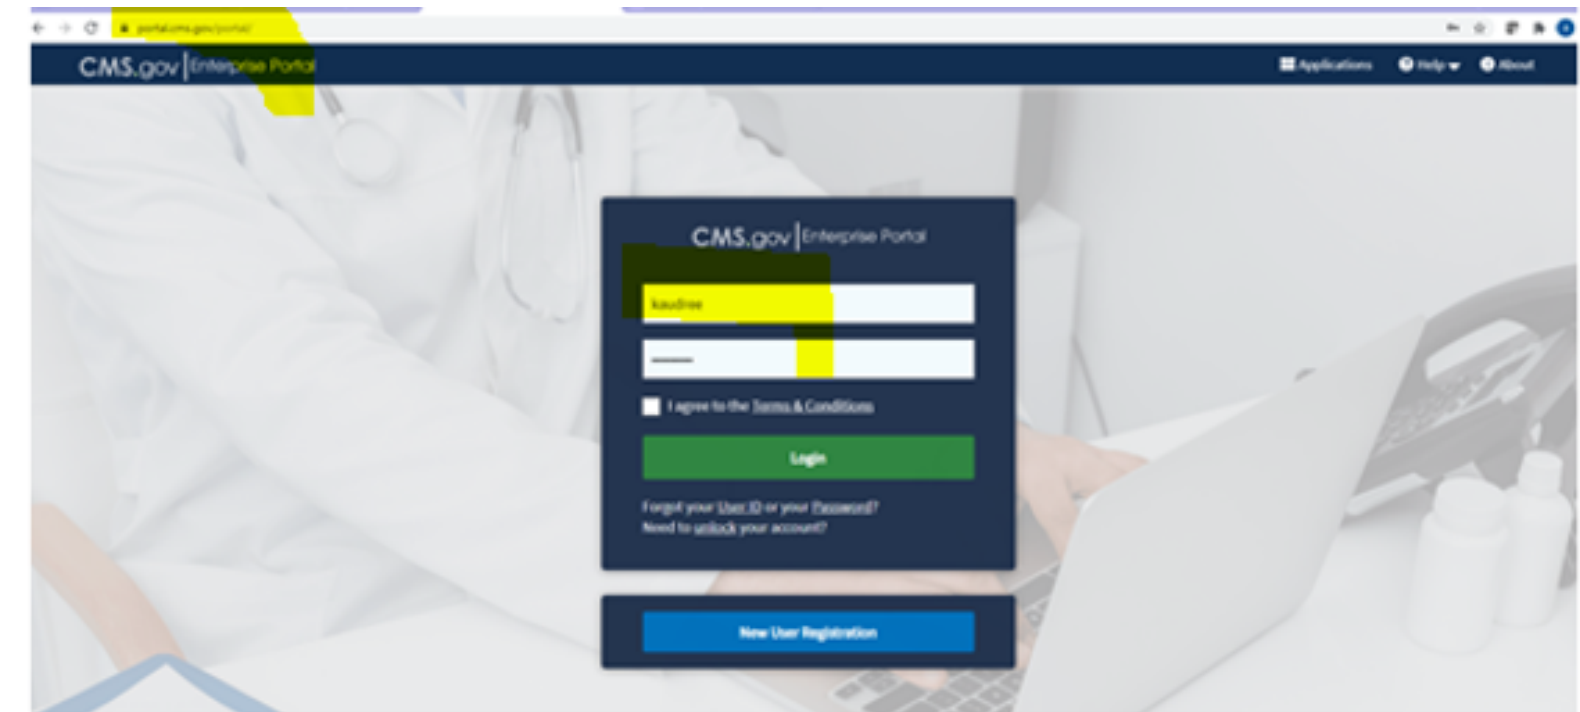 portal.cms.gov/portal/
CMS.gov | Enterprise Portal
Applications Help About
CMS.gov | Enterprise Portal
kaudree
I agree to the Terms & Conditions
Login
Forgot your User ID or your Password?
Need to unlock your account?
New User Registration